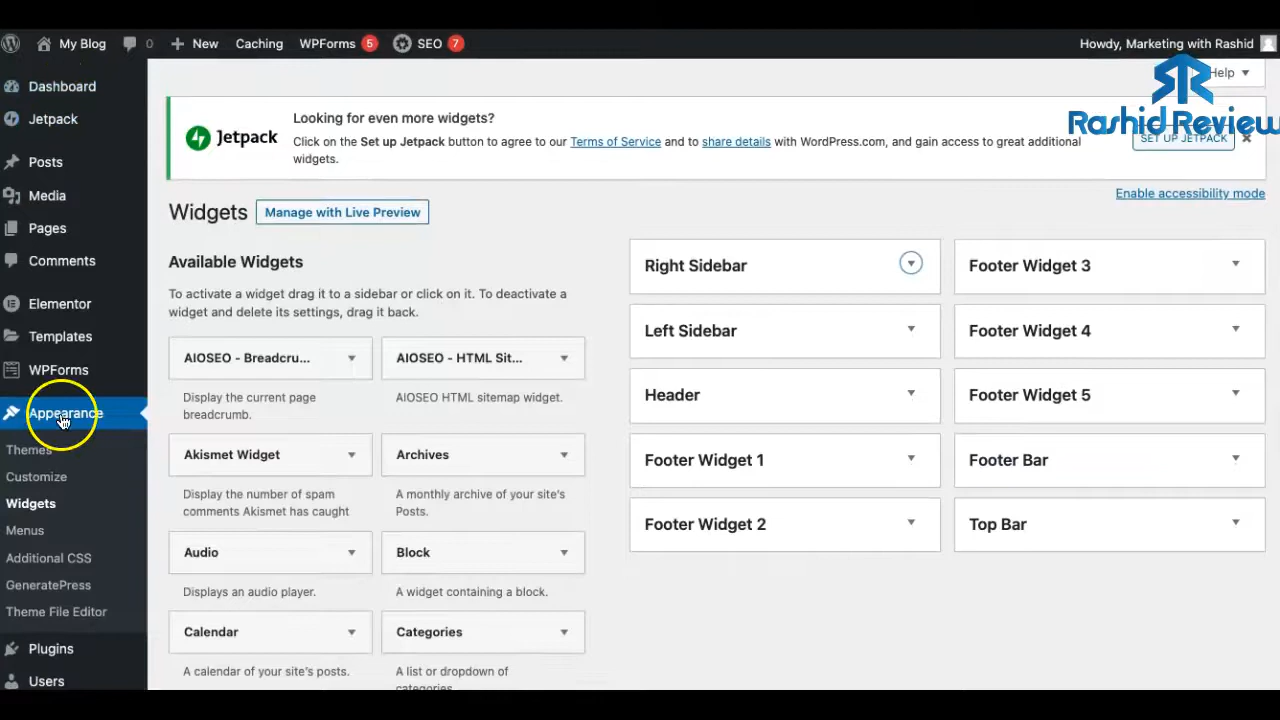 My Blog 0 New Caching WPForms 5 SEO 7 Howdy, Marketing with Rashid
Help
Rashid Review
Dashboard
Jetpack
Posts
Media
Pages
Comments
Elementor
Templates
WPForms
Appearance
Themes
Customize
Widgets
Menus
Additional CSS
GeneratePress
Theme File Editor
Plugins
Users
Jetpack
Looking for even more widgets?
Click on the Set up Jetpack button to agree to our Terms of Service and to share details with WordPress.com, and gain access to great additional
widgets.
SET UP JETPACK
Enable accessibility mode
Widgets Manage with Live Preview
Available Widgets
To activate a widget drag it to a sidebar or click on it. To deactivate a
widget and delete its settings, drag it back.
AIOSEO - Breadcru... AIOSEO - HTML Sit...
Display the current page AIOSEO HTML sitemap widget.
breadcrumb.
Akismet Widget Archives
Display the number of spam A monthly archive of your site's
comments Akismet has caught Posts.
Audio Block
Displays an audio player. A widget containing a block.
Calendar Categories
A calendar of your site's posts. A list or dropdown of
categories.
Right Sidebar Footer Widget 3
Left Sidebar Footer Widget 4
Header Footer Widget 5
Footer Widget 1 Footer Bar
Footer Widget 2 Top Bar